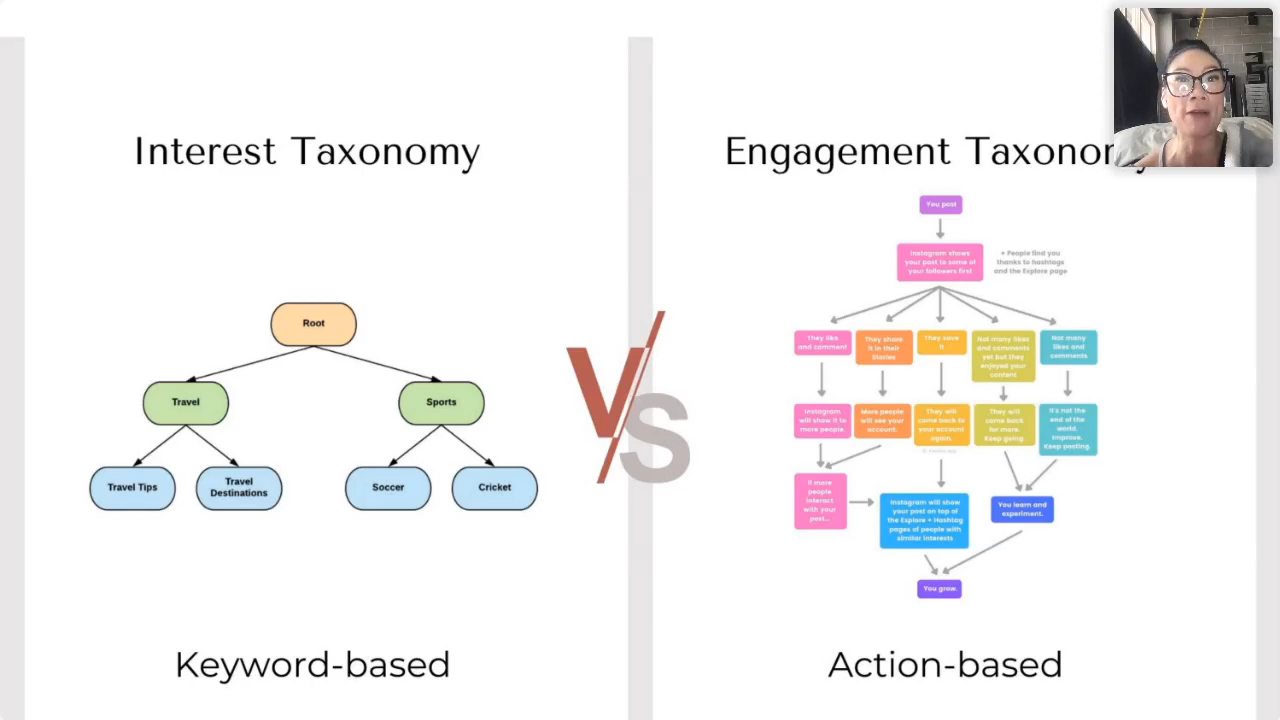 Interest Taxonomy
Root
Travel
Sports
Travel Tips
Travel
Destinations
Soccer
Cricket
Keyword-based
VS
Engagement Taxonomy
You post
Instagram shows
your post to some of
your followers first
+ People find you
thanks to hashtags
and the Explore page
They like
and comment
They share
it in their
Stories
They save
it
Not many likes
and comments
yet but they
enjoyed your
content
Not many
likes and
comments
Instagram
will show it to
more people.
More people
will see your
account.
They will
come back to
your account
again.
They will
come back
for more.
Keep going
It's not the
end of the
world.
Improve.
Keep posting.
If more
people
interact
with your
post...
Instagram will show
your post on top of
the Explore + Hashtag
pages of people with
similar interests
You learn and
experiment.
You grow.
Action-based